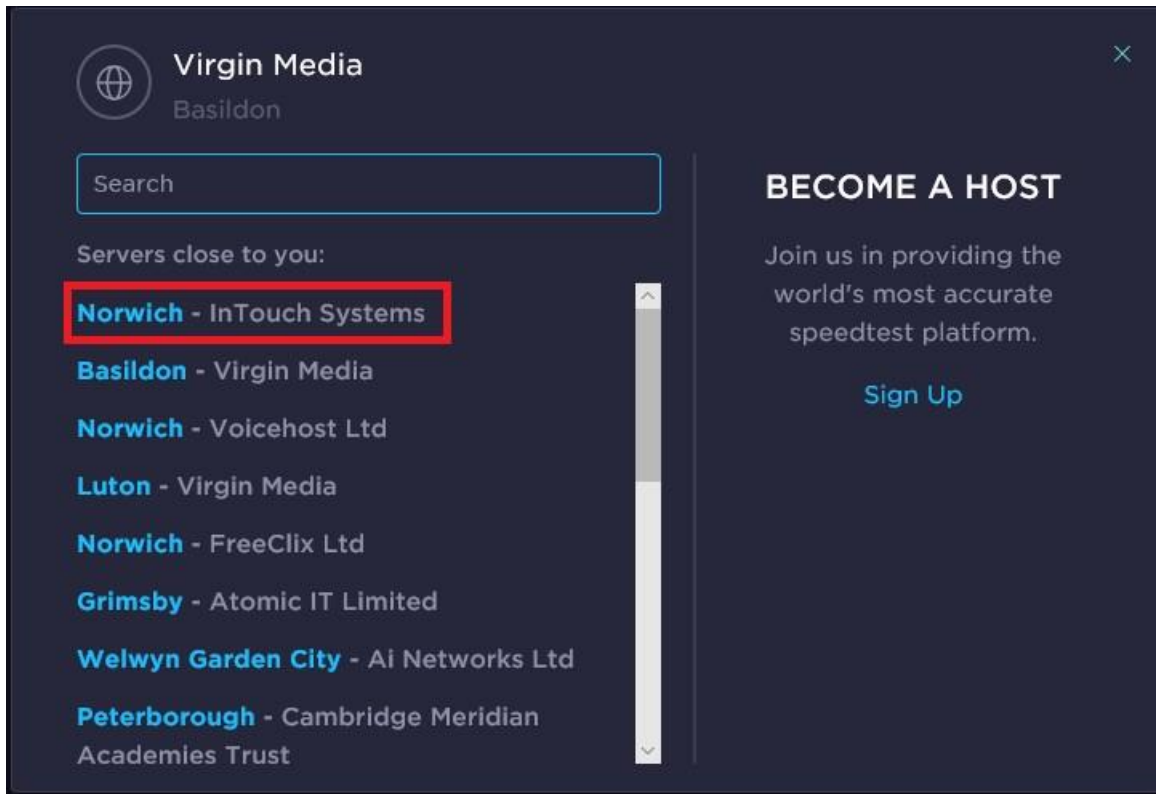 Virgin Media
Basildon
Search
Servers close to you:
Norwich - InTouch Systems
Basildon - Virgin Media
Norwich - Voicehost Ltd
Luton - Virgin Media
Norwich - FreeClix Ltd
Grimsby - Atomic IT Limited
Welwyn Garden City - Ai Networks Ltd
Peterborough - Cambridge Meridian
Academies Trust
BECOME A HOST
Join us in providing the
world's most accurate
speedtest platform.
Sign Up